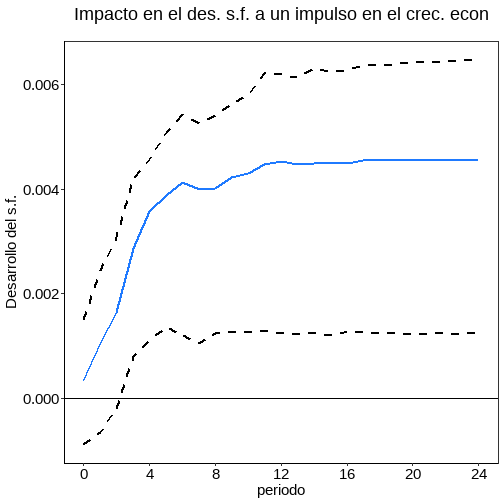 Impacto en el des. s.f. a un impulso en el crec. econ
Desarrollo del s.f.
0.006
0.004
0.002
0.000
0 4 8 12 16 20 24
periodo